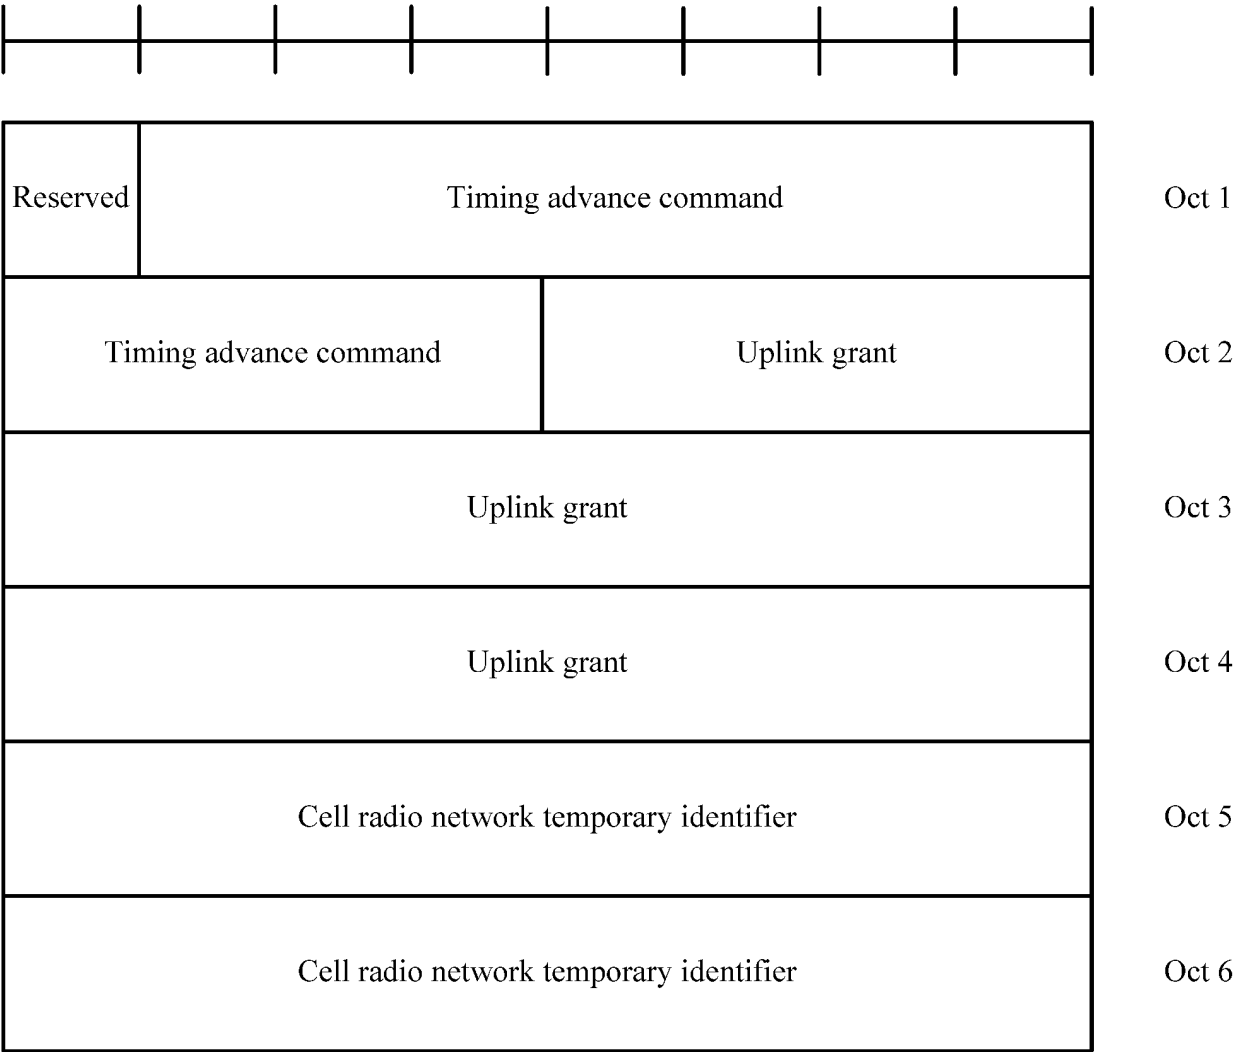 Reserved Timing advance command Oct 1
Timing advance command Uplink grant Oct 2
Uplink grant Oct 3
Uplink grant Oct 4
Cell radio network temporary identifier Oct 5
Cell radio network temporary identifier Oct 6